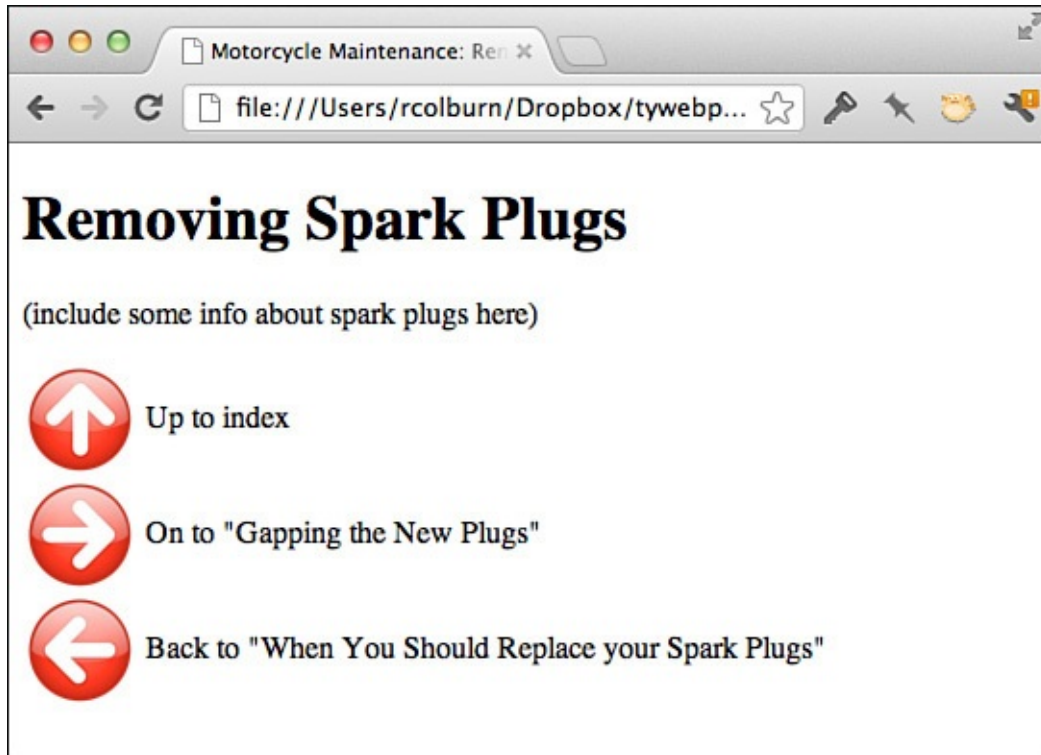 Motorcycle Maintenance: Ren
file:///Users/rcolburn/Dropbox/tywebp...
Removing Spark Plugs
(include some info about spark plugs here)
Up to index
On to "Gapping the New Plugs"
Back to "When You Should Replace your Spark Plugs"